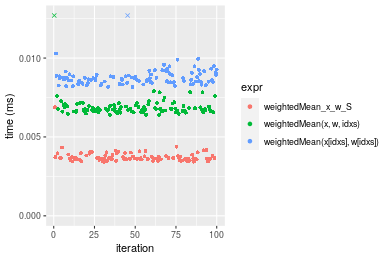 0.010
0.005
0.000
time (ms)
0
25
50
75
100
iteration
expr
weightedMean_x_w_S
weightedMean(x, w, idxs)
weightedMean(x[idxs], w[idxs])